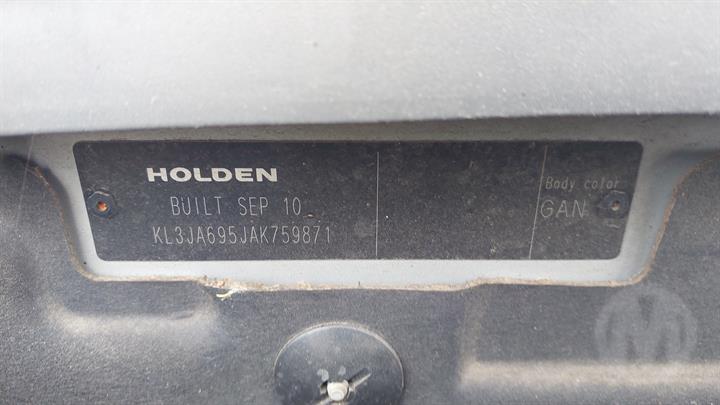 HOLDEN
BUILT SEP 10
KL3JA695JAK759871
Body color
GAN
M